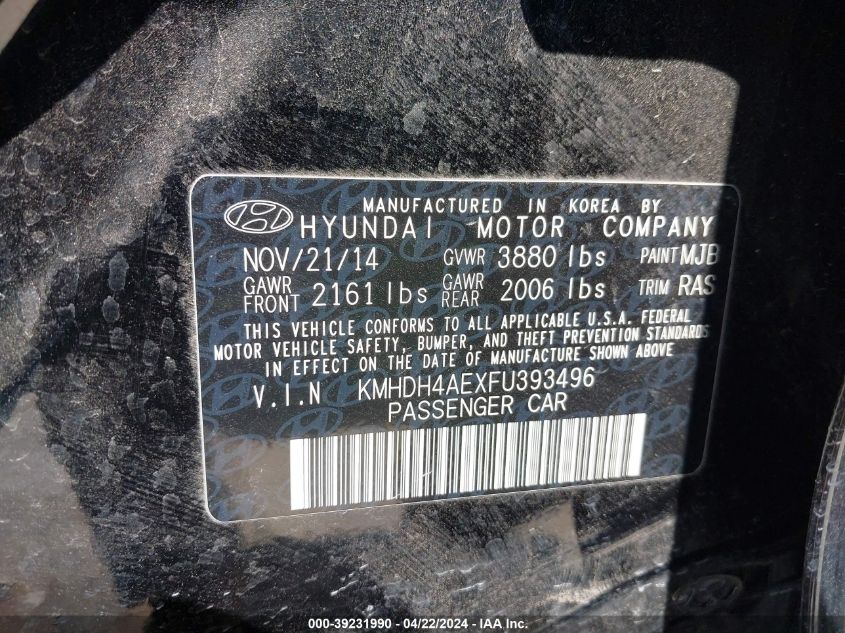 MANUFACTURED IN KOREA BY
HYUNDAI MOTOR COMPANY
NOV/21/14 GVWR 3880 lbs PAINT MJB
GAWR FRONT 2161 lbs GAWR REAR 2006 lbs TRIM RAS
THIS VEHICLE CONFORMS TO ALL APPLICABLE U.S.A. FEDERAL
MOTOR VEHICLE SAFETY, BUMPER, AND THEFT PREVENTION STANDARDS
IN EFFECT ON THE DATE OF MANUFACTURE SHOWN ABOVE
V.I.N KMHDH4AEXFU393496
PASSENGER CAR
000-39231990 - 04/22/2024 - IAA Inc.